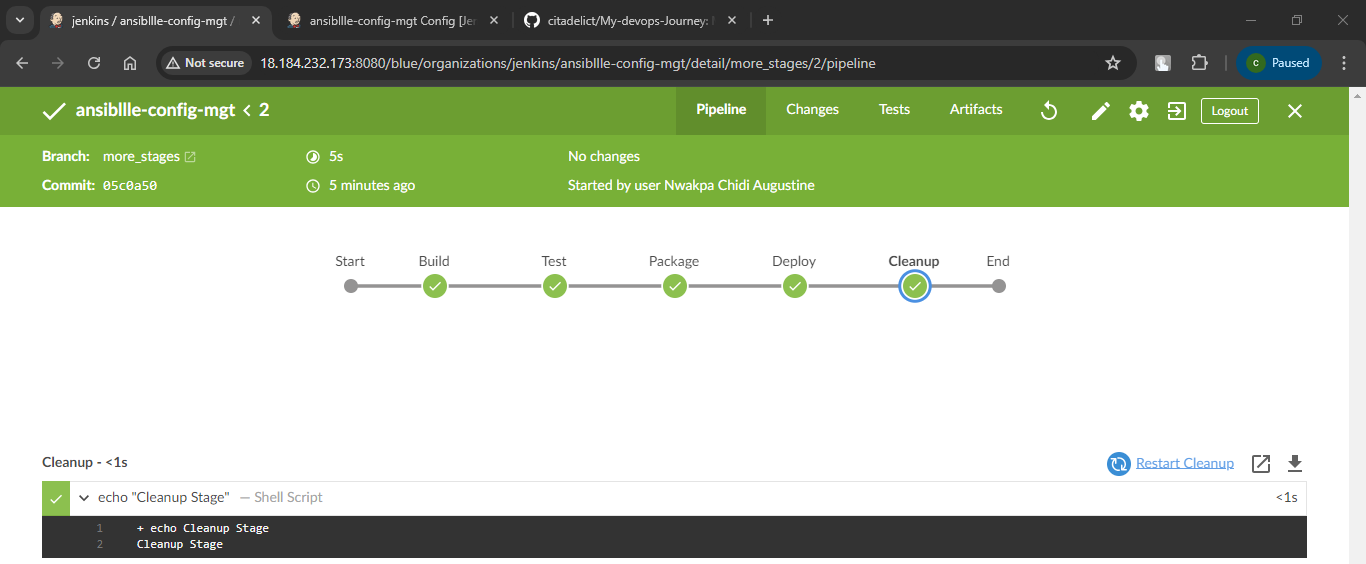 jenkins / ansibllle-config-mgt /
ansibllle-config-mgt Config [Je
citadelict/My-devops-Journey:
Not secure
18.184.232.173:8080/blue/organizations/jenkins/ansibllle-config-mgt/detail/more_stages/2/pipeline
c Paused
ansibllle-config-mgt < 2
Pipeline Changes Tests Artifacts Logout
Branch: more_stages 5s No changes
Commit: 05c0a50 5 minutes ago Started by user Nwakpa Chidi Augustine
Start Build Test Package Deploy Cleanup End
Cleanup - <1s Restart Cleanup
echo "Cleanup Stage" — Shell Script <1s
1 + echo Cleanup Stage
2 Cleanup Stage